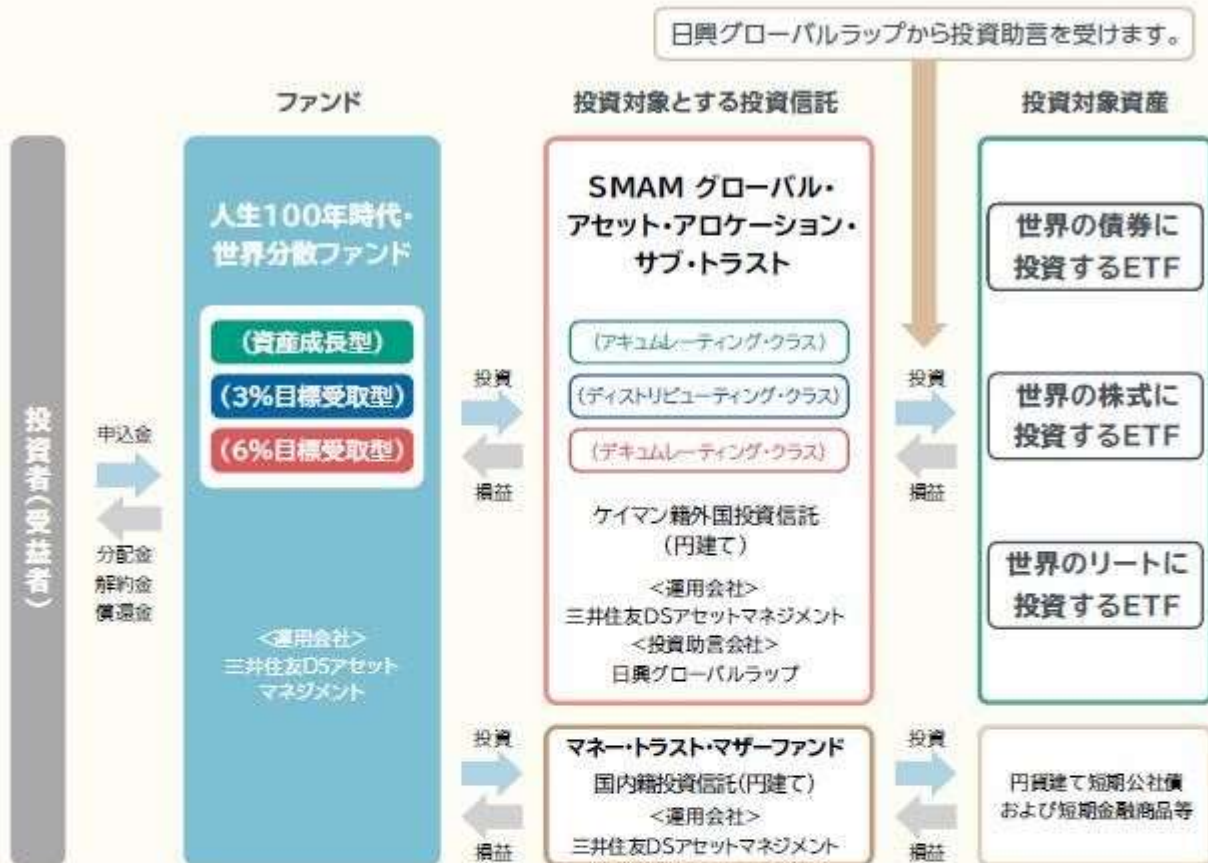 日興グローバルラップから投資助言を受けます。
ファンド
投資対象とする投資信託
投資対象資産
投資者(受益者)
申込金
分配金
解約金
償還金
人生100年時代・
世界分散ファンド
(資産成長型)
(3%目標受取型)
(6%目標受取型)
<運用会社>
三井住友DSアセット
マネジメント
投資
損益
SMAM グローバル・
アセット・アロケーション・
サブ・トラスト
(アキュムレーティング・クラス)
(ディストリビューティング・クラス)
(デキュムレーティング・クラス)
ケイマン籍外国投資信託
(円建て)
<運用会社>
三井住友DSアセットマネジメント
<投資助言会社>
日興グローバルラップ
投資
損益
世界の債券に
投資するETF
世界の株式に
投資するETF
世界のリートに
投資するETF
投資
損益
マネー・トラスト・マザーファンド
国内籍投資信託(円建て)
<運用会社>
三井住友DSアセットマネジメント
投資
損益
円貨建て短期公社債
および短期金融商品等